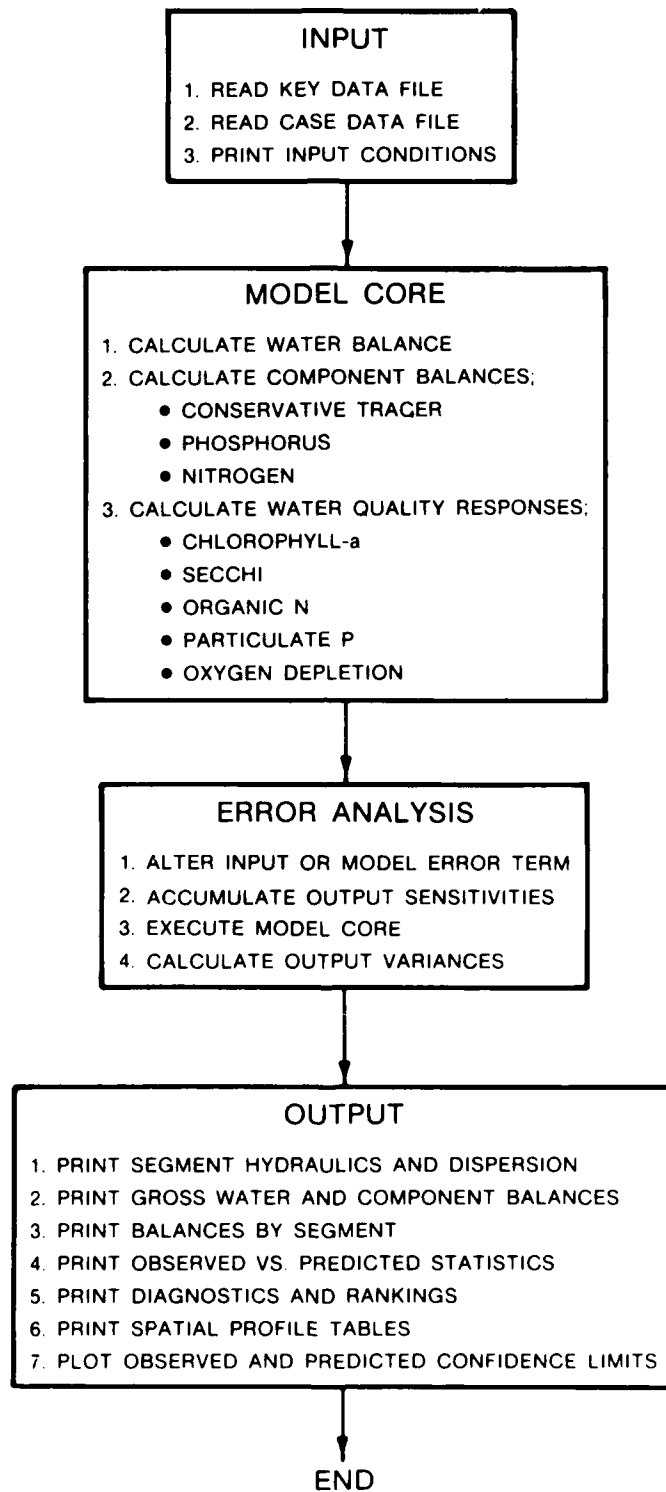 INPUT
1. READ KEY DATA FILE
2. READ CASE DATA FILE
3. PRINT INPUT CONDITIONS
MODEL CORE
1. CALCULATE WATER BALANCE
2. CALCULATE COMPONENT BALANCES;
● CONSERVATIVE TRACER
● PHOSPHORUS
● NITROGEN
3. CALCULATE WATER QUALITY RESPONSES;
● CHLOROPHYLL-a
● SECCHI
● ORGANIC N
● PARTICULATE P
● OXYGEN DEPLETION
ERROR ANALYSIS
1. ALTER INPUT OR MODEL ERROR TERM
2. ACCUMULATE OUTPUT SENSITIVITIES
3. EXECUTE MODEL CORE
4. CALCULATE OUTPUT VARIANCES
OUTPUT
1. PRINT SEGMENT HYDRAULICS AND DISPERSION
2. PRINT GROSS WATER AND COMPONENT BALANCES
3. PRINT BALANCES BY SEGMENT
4. PRINT OBSERVED VS. PREDICTED STATISTICS
5. PRINT DIAGNOSTICS AND RANKINGS
6. PRINT SPATIAL PROFILE TABLES
7. PLOT OBSERVED AND PREDICTED CONFIDENCE LIMITS
END